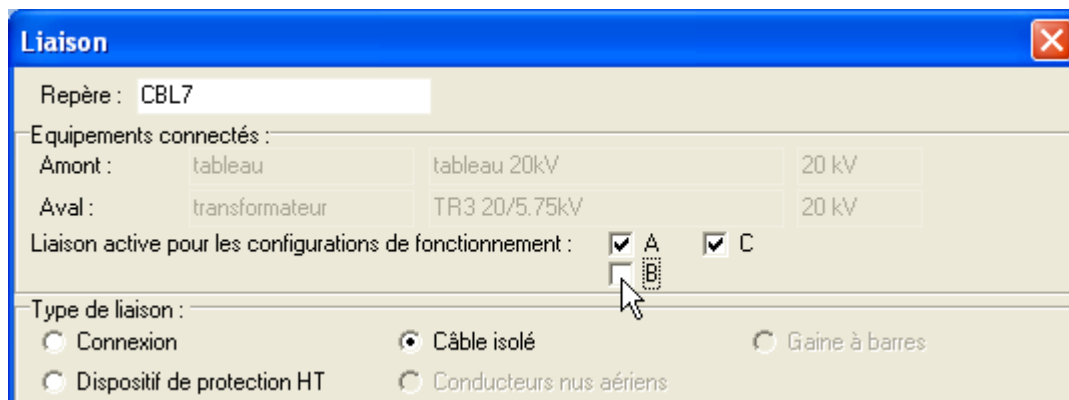 Liaison
Repère : CBL7
Equipements connectés :
Amont : tableau tableau 20kV 20 kV
Aval : transformateur TR3 20/5.75kV 20 kV
Liaison active pour les configurations de fonctionnement : A C
B
Type de liaison :
Connexion Câble isolé Gaine à barres
Dispositif de protection HT Conducteurs nus aériens